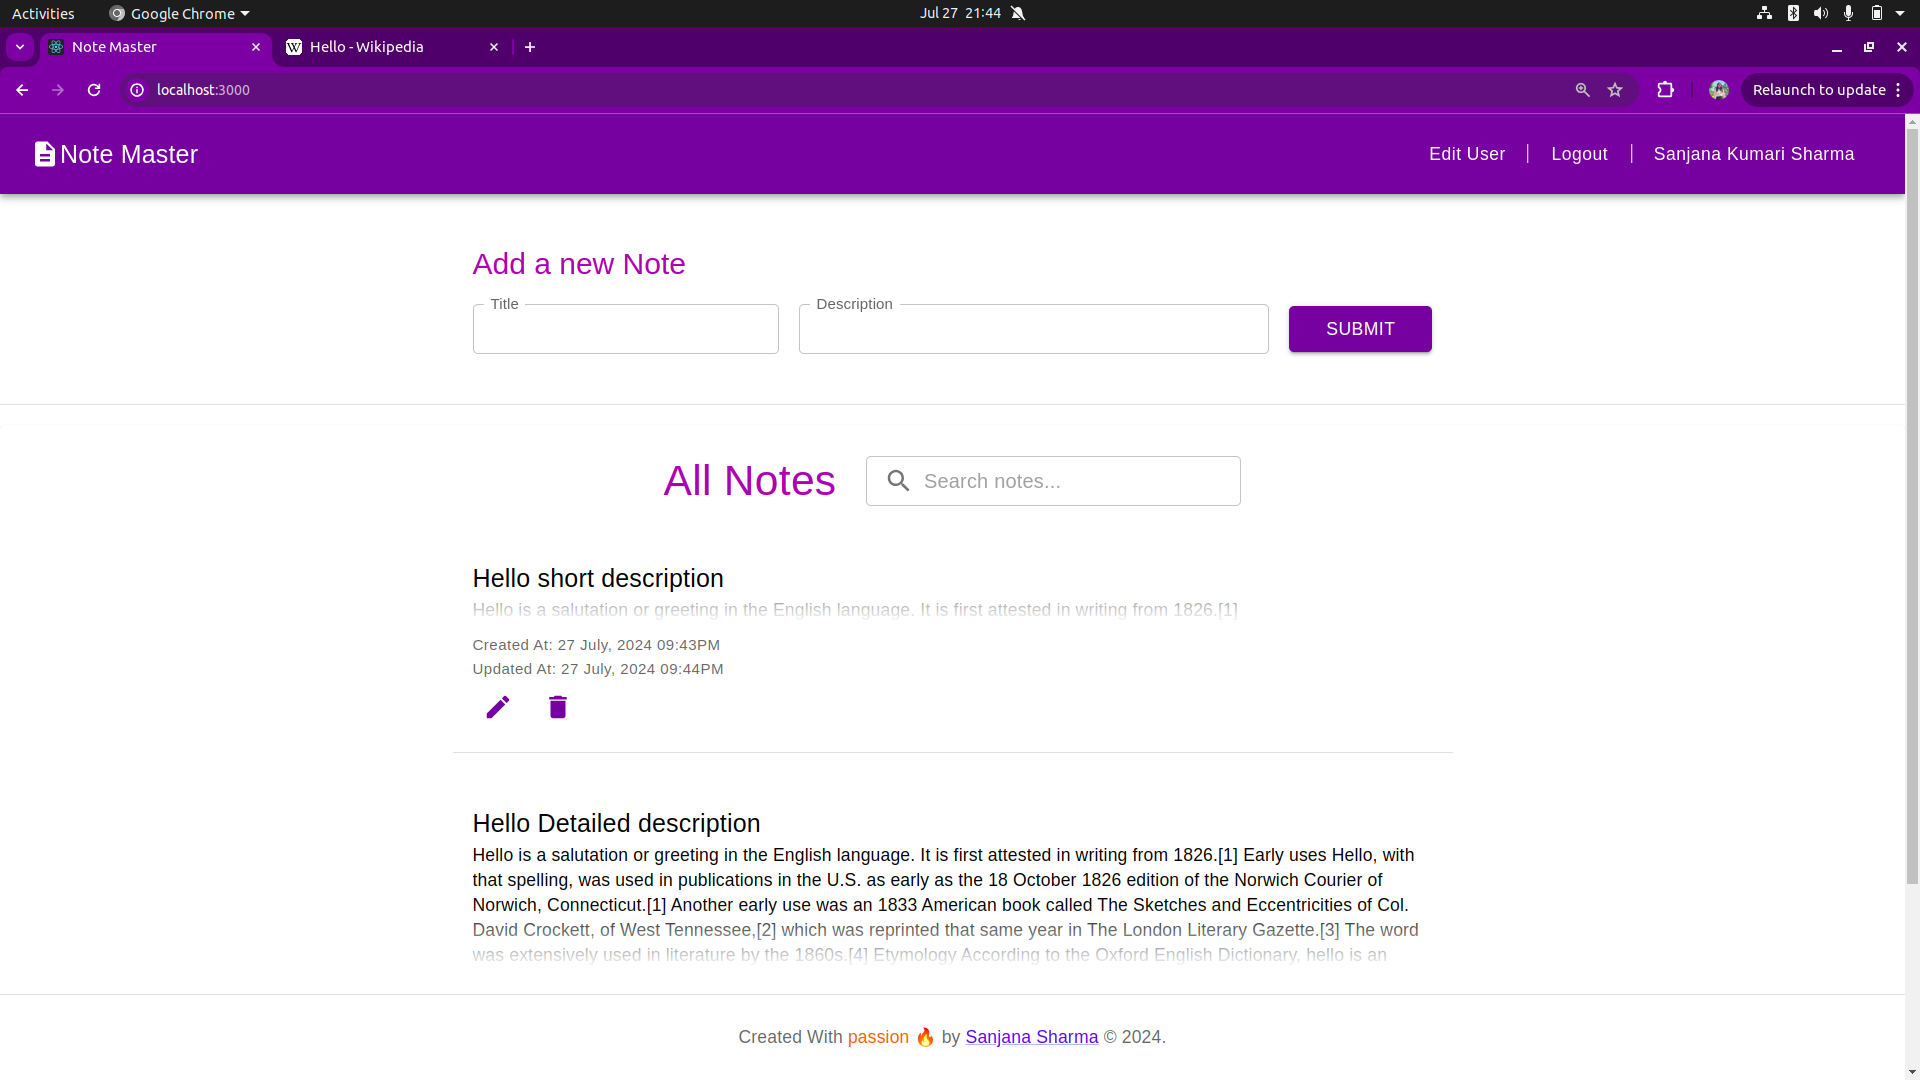 Activities Google Chrome Jul 27 21:44
Note Master Hello - Wikipedia
localhost:3000 Relaunch to update
Note Master Edit User Logout Sanjana Kumari Sharma
Add a new Note
Title Description
SUBMIT
All Notes Search notes...
Hello short description
Hello is a salutation or greeting in the English language. It is first attested in writing from 1826.[1]
Created At: 27 July, 2024 09:43PM
Updated At: 27 July, 2024 09:44PM
Hello Detailed description
Hello is a salutation or greeting in the English language. It is first attested in writing from 1826.[1] Early uses Hello, with
that spelling, was used in publications in the U.S. as early as the 18 October 1826 edition of the Norwich Courier of
Norwich, Connecticut.[1] Another early use was an 1833 American book called The Sketches and Eccentricities of Col.
David Crockett, of West Tennessee,[2] which was reprinted that same year in The London Literary Gazette.[3] The word
was extensively used in literature by the 1860s.[4] Etymology According to the Oxford English Dictionary, hello is an
Created With passion 🔥 by Sanjana Sharma © 2024.